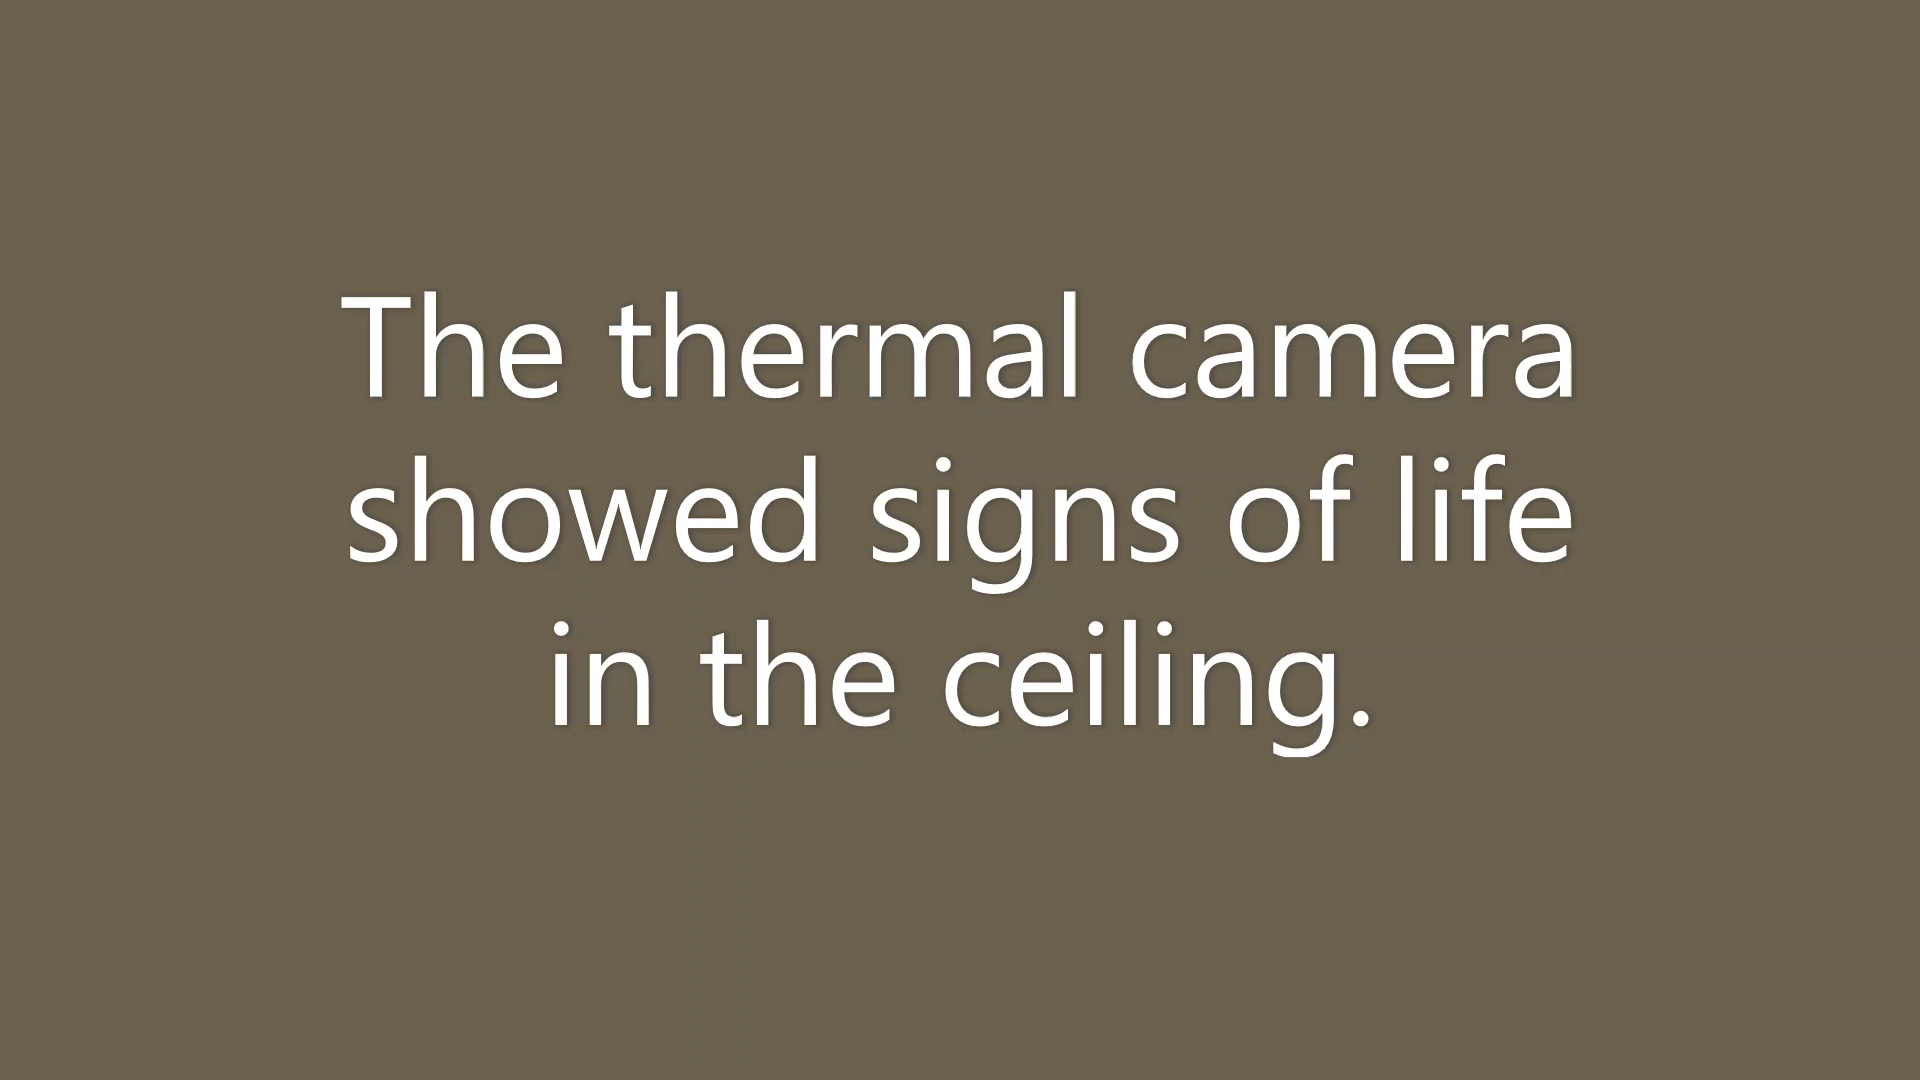 The thermal camera
showed signs of life
in the ceiling.